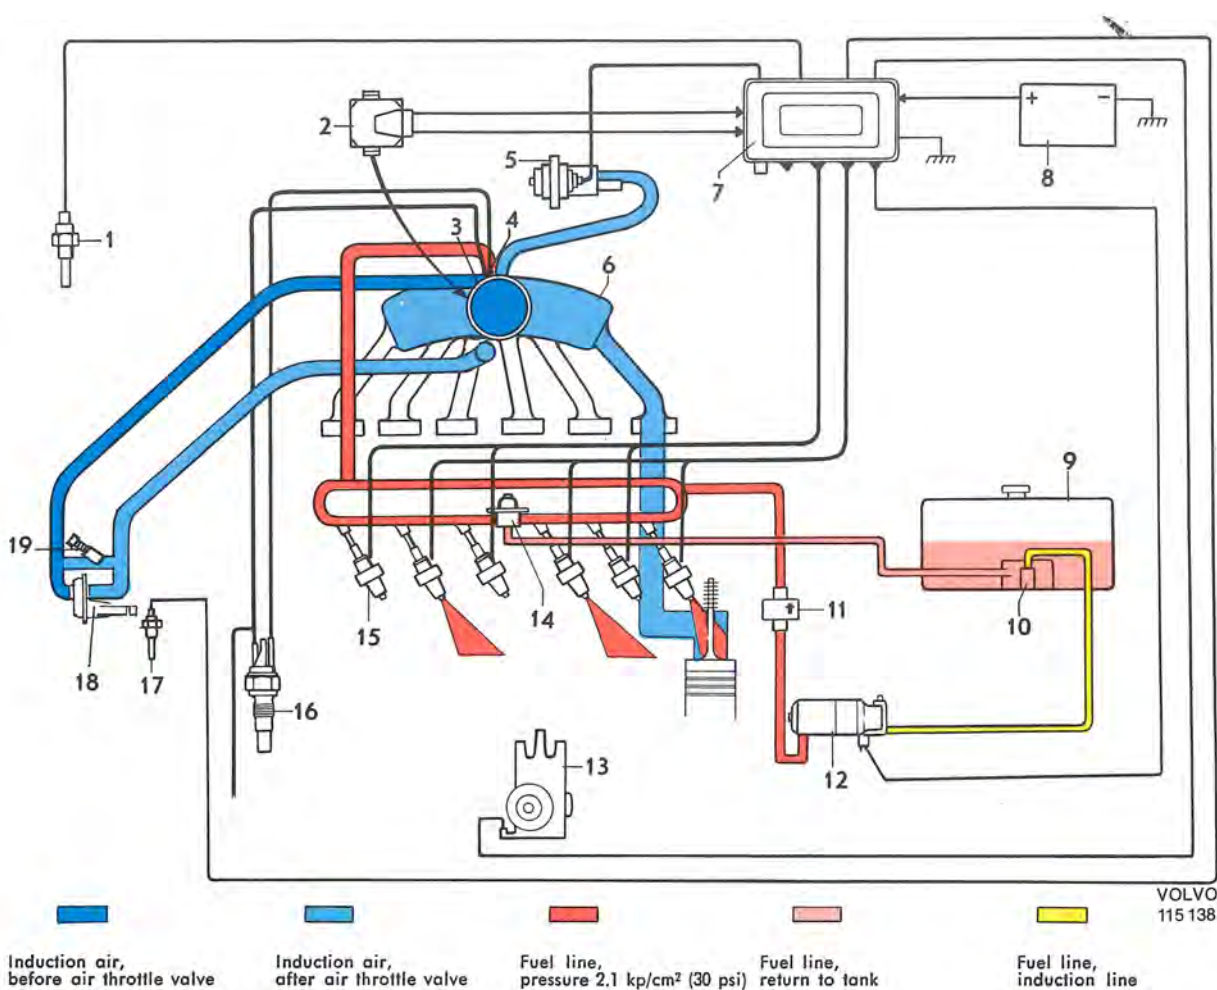 2
1
5
7
+ −
8
3
4
6
9
19
15
14
11
10
18
17
16
13
12
VOLVO
115 138
Induction air,
before air throttle valve
Induction air,
after air throttle valve
Fuel line,
pressure 2.1 kp/cm² (30 psi)
Fuel line,
return to tank
Fuel line,
induction line